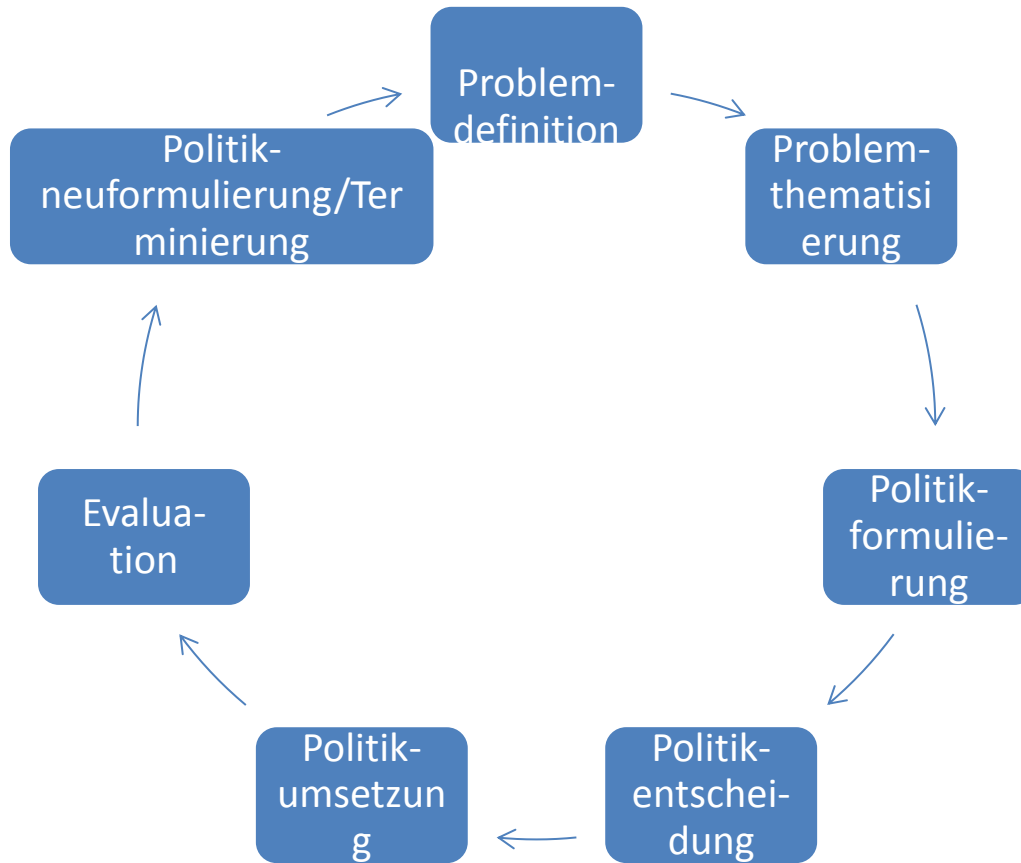 Problem-
definition
Problem-
thematisi
erung
Politik-
formulie-
rung
Politik-
entschei-
dung
Politik-
umsetzun
g
Evalua-
tion
Politik-
neuformulierung/Ter
minierung